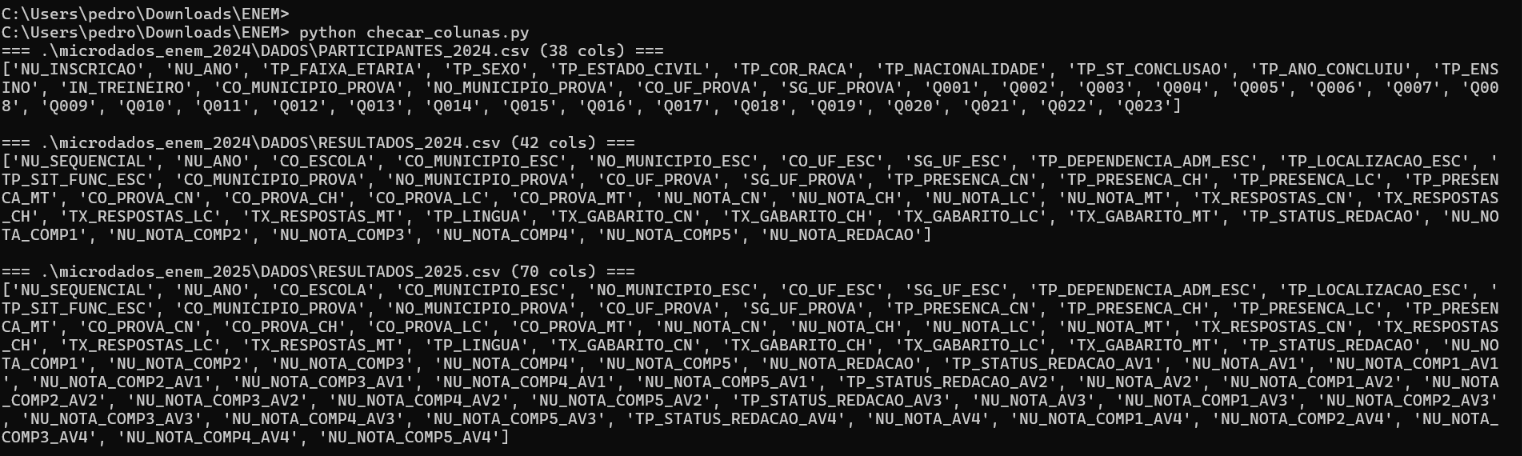 C:\Users\pedro\Downloads\ENEM>
C:\Users\pedro\Downloads\ENEM> python checar_colunas.py
=== .\microdados_enem_2024\DADOS\PARTICIPANTES_2024.csv (38 cols) ===
['NU_INSCRICAO', 'NU_ANO', 'TP_FAIXA_ETARIA', 'TP_SEXO', 'TP_ESTADO_CIVIL', 'TP_COR_RACA', 'TP_NACIONALIDADE', 'TP_ST_CONCLUSAO', 'TP_ANO_CONCLUIU', 'TP_ENS
INO', 'IN_TREINEIRO', 'CO_MUNICIPIO_PROVA', 'NO_MUNICIPIO_PROVA', 'CO_UF_PROVA', 'SG_UF_PROVA', 'Q001', 'Q002', 'Q003', 'Q004', 'Q005', 'Q006', 'Q007', 'Q00
8', 'Q009', 'Q010', 'Q011', 'Q012', 'Q013', 'Q014', 'Q015', 'Q016', 'Q017', 'Q018', 'Q019', 'Q020', 'Q021', 'Q022', 'Q023']
=== .\microdados_enem_2024\DADOS\RESULTADOS_2024.csv (42 cols) ===
['NU_SEQUENCIAL', 'NU_ANO', 'CO_ESCOLA', 'CO_MUNICIPIO_ESC', 'NO_MUNICIPIO_ESC', 'CO_UF_ESC', 'SG_UF_ESC', 'TP_DEPENDENCIA_ADM_ESC', 'TP_LOCALIZACAO_ESC', '
TP_SIT_FUNC_ESC', 'CO_MUNICIPIO_PROVA', 'NO_MUNICIPIO_PROVA', 'CO_UF_PROVA', 'SG_UF_PROVA', 'TP_PRESENCA_CN', 'TP_PRESENCA_CH', 'TP_PRESENCA_LC', 'TP_PRESEN
CA_MT', 'CO_PROVA_CN', 'CO_PROVA_CH', 'CO_PROVA_LC', 'CO_PROVA_MT', 'NU_NOTA_CN', 'NU_NOTA_CH', 'NU_NOTA_LC', 'NU_NOTA_MT', 'TX_RESPOSTAS_CN', 'TX_RESPOSTAS
_CH', 'TX_RESPOSTAS_LC', 'TX_RESPOSTAS_MT', 'TP_LINGUA', 'TX_GABARITO_CN', 'TX_GABARITO_CH', 'TX_GABARITO_LC', 'TX_GABARITO_MT', 'TP_STATUS_REDACAO', 'NU_NO
TA_COMP1', 'NU_NOTA_COMP2', 'NU_NOTA_COMP3', 'NU_NOTA_COMP4', 'NU_NOTA_COMP5', 'NU_NOTA_REDACAO']
=== .\microdados_enem_2025\DADOS\RESULTADOS_2025.csv (70 cols) ===
['NU_SEQUENCIAL', 'NU_ANO', 'CO_ESCOLA', 'CO_MUNICIPIO_ESC', 'NO_MUNICIPIO_ESC', 'CO_UF_ESC', 'SG_UF_ESC', 'TP_DEPENDENCIA_ADM_ESC', 'TP_LOCALIZACAO_ESC', '
TP_SIT_FUNC_ESC', 'CO_MUNICIPIO_PROVA', 'NO_MUNICIPIO_PROVA', 'CO_UF_PROVA', 'SG_UF_PROVA', 'TP_PRESENCA_CN', 'TP_PRESENCA_CH', 'TP_PRESENCA_LC', 'TP_PRESEN
CA_MT', 'CO_PROVA_CN', 'CO_PROVA_CH', 'CO_PROVA_LC', 'CO_PROVA_MT', 'NU_NOTA_CN', 'NU_NOTA_CH', 'NU_NOTA_LC', 'NU_NOTA_MT', 'TX_RESPOSTAS_CN', 'TX_RESPOSTAS
_CH', 'TX_RESPOSTAS_LC', 'TX_RESPOSTAS_MT', 'TP_LINGUA', 'TX_GABARITO_CN', 'TX_GABARITO_CH', 'TX_GABARITO_LC', 'TX_GABARITO_MT', 'TP_STATUS_REDACAO', 'NU_NO
TA_COMP1', 'NU_NOTA_COMP2', 'NU_NOTA_COMP3', 'NU_NOTA_COMP4', 'NU_NOTA_COMP5', 'NU_NOTA_REDACAO', 'TP_STATUS_REDACAO_AV1', 'NU_NOTA_AV1', 'NU_NOTA_COMP1_AV1
', 'NU_NOTA_COMP2_AV1', 'NU_NOTA_COMP3_AV1', 'NU_NOTA_COMP4_AV1', 'NU_NOTA_COMP5_AV1', 'TP_STATUS_REDACAO_AV2', 'NU_NOTA_AV2', 'NU_NOTA_COMP1_AV2', 'NU_NOTA
_COMP2_AV2', 'NU_NOTA_COMP3_AV2', 'NU_NOTA_COMP4_AV2', 'NU_NOTA_COMP5_AV2', 'TP_STATUS_REDACAO_AV3', 'NU_NOTA_AV3', 'NU_NOTA_COMP1_AV3', 'NU_NOTA_COMP2_AV3'
, 'NU_NOTA_COMP3_AV3', 'NU_NOTA_COMP4_AV3', 'NU_NOTA_COMP5_AV3', 'TP_STATUS_REDACAO_AV4', 'NU_NOTA_AV4', 'NU_NOTA_COMP1_AV4', 'NU_NOTA_COMP2_AV4', 'NU_NOTA_
COMP3_AV4', 'NU_NOTA_COMP4_AV4', 'NU_NOTA_COMP5_AV4']